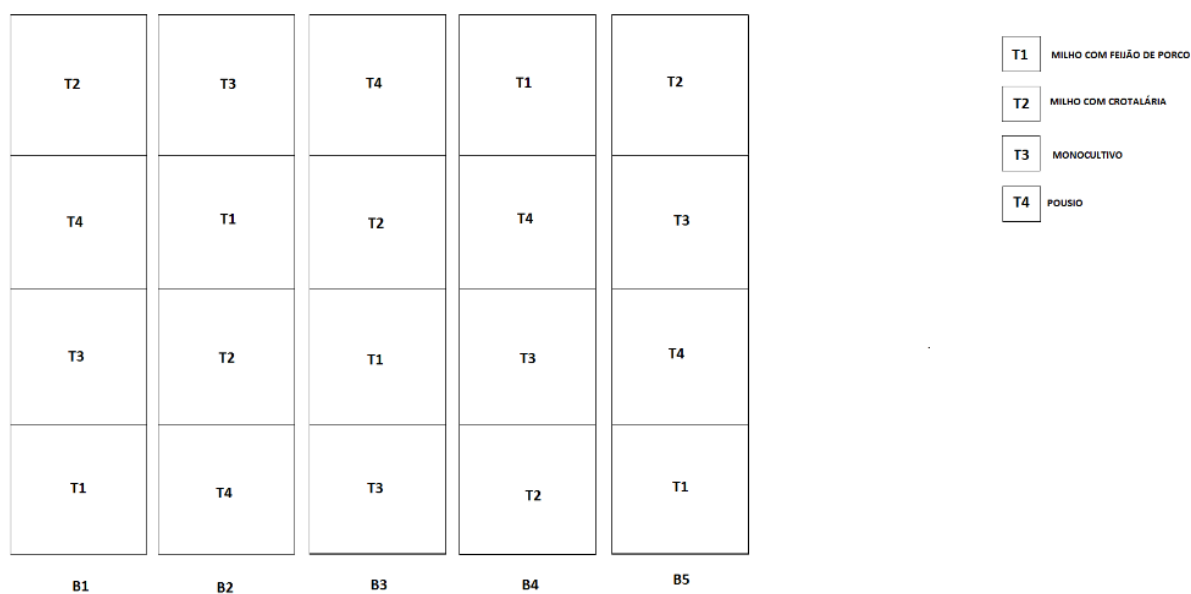 T2 T3 T4 T1 T2
T4 T1 T2 T4 T3
T3 T2 T1 T3 T4
T1 T4 T3 T2 T1
B1 B2 B3 B4 B5
T1 MILHO COM FEIJÃO DE PORCO
T2 MILHO COM CROTALÁRIA
T3 MONOCULTIVO
T4 POUSIO